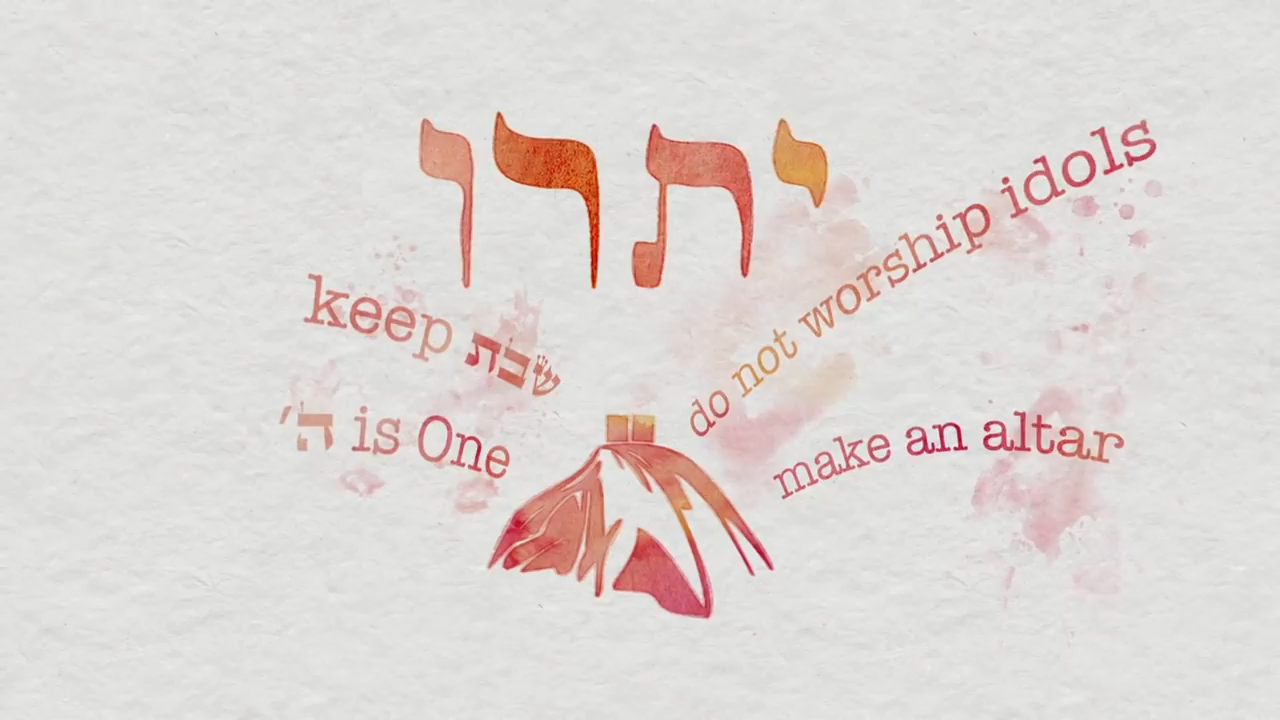 יתרו
keep שבת
ה' is One
do not worship idols
make an altar